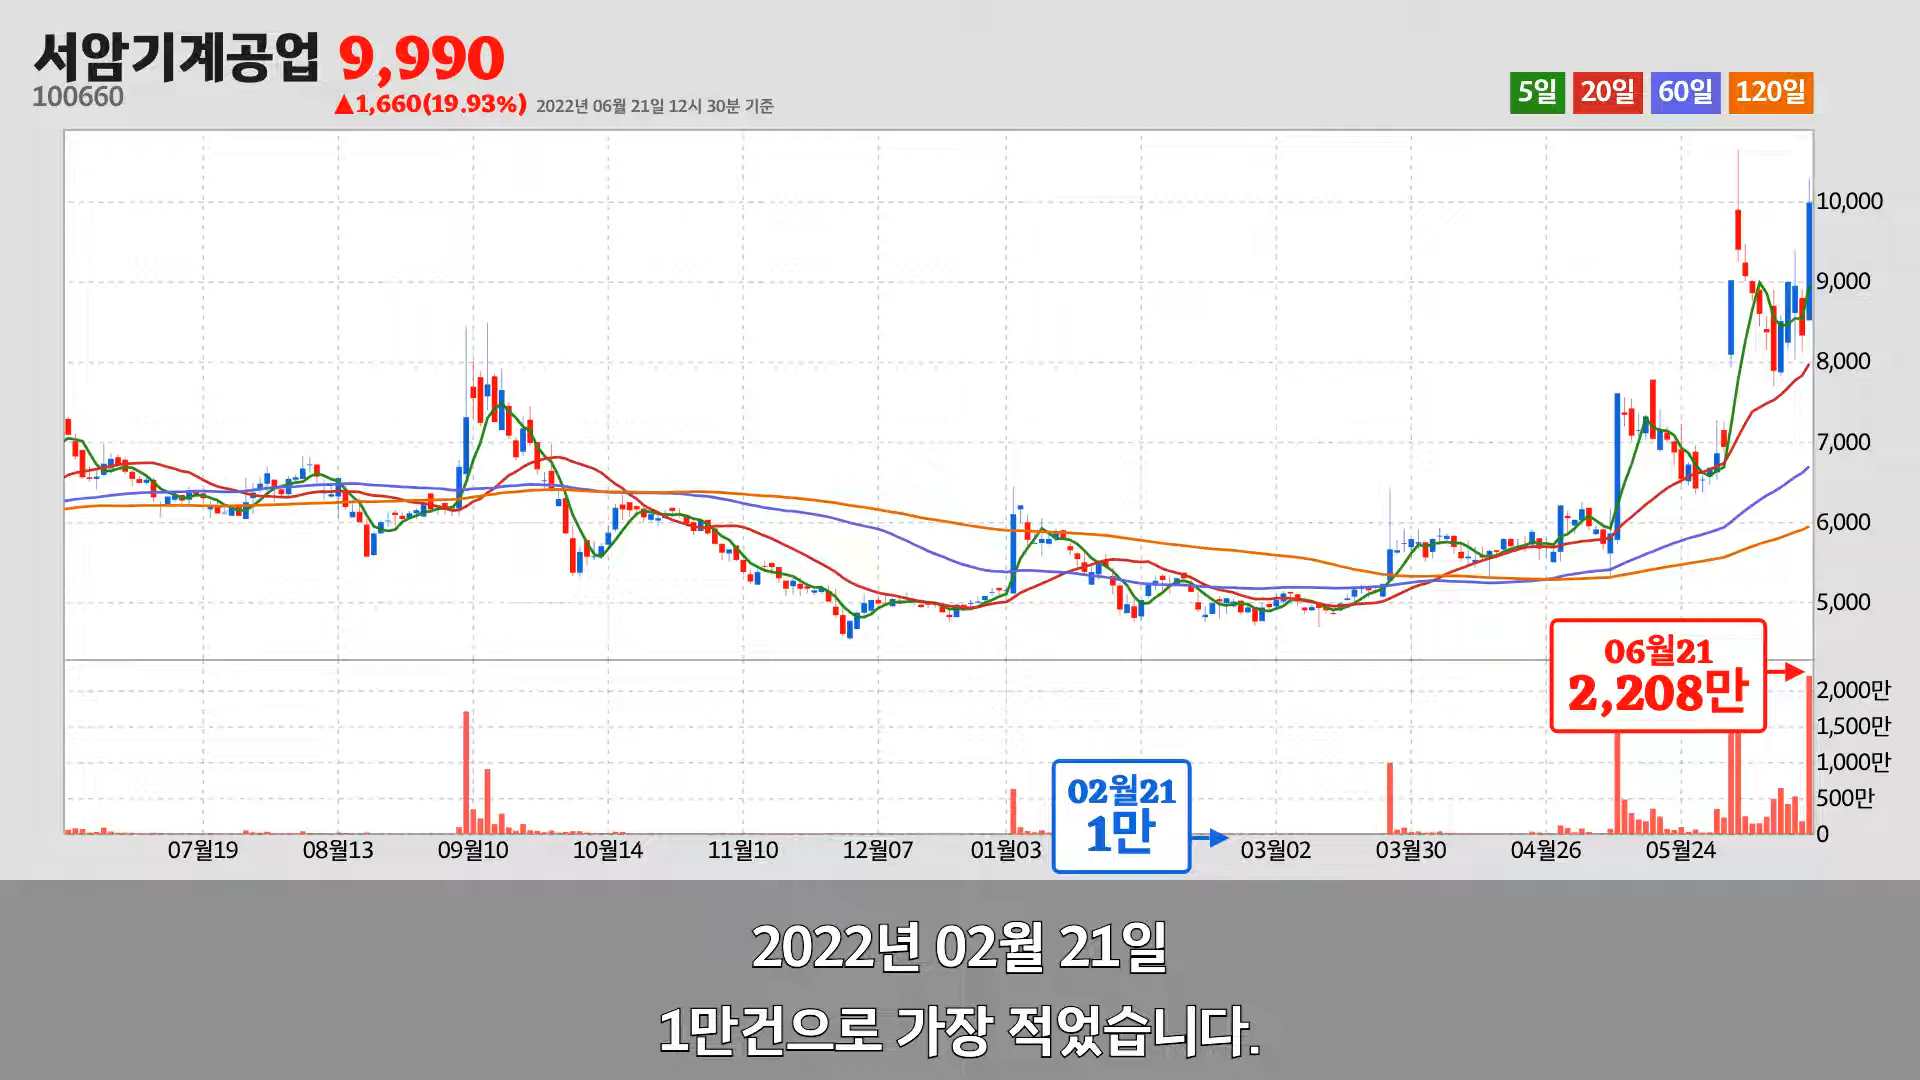 서암기계공업 9,990
100660
▲1,660(19.93%) 2022년 06월 21일 12시 30분 기준
5일 20일 60일 120일
10,000
9,000
8,000
7,000
6,000
5,000
06월21
2,208만
2,000만
1,500만
1,000만
500만
0
02월21
1만
07월19 08월13 09월10 10월14 11월10 12월07 01월03 03월02 03월30 04월26 05월24
2022년 02월 21일
1만건으로 가장 적었습니다.